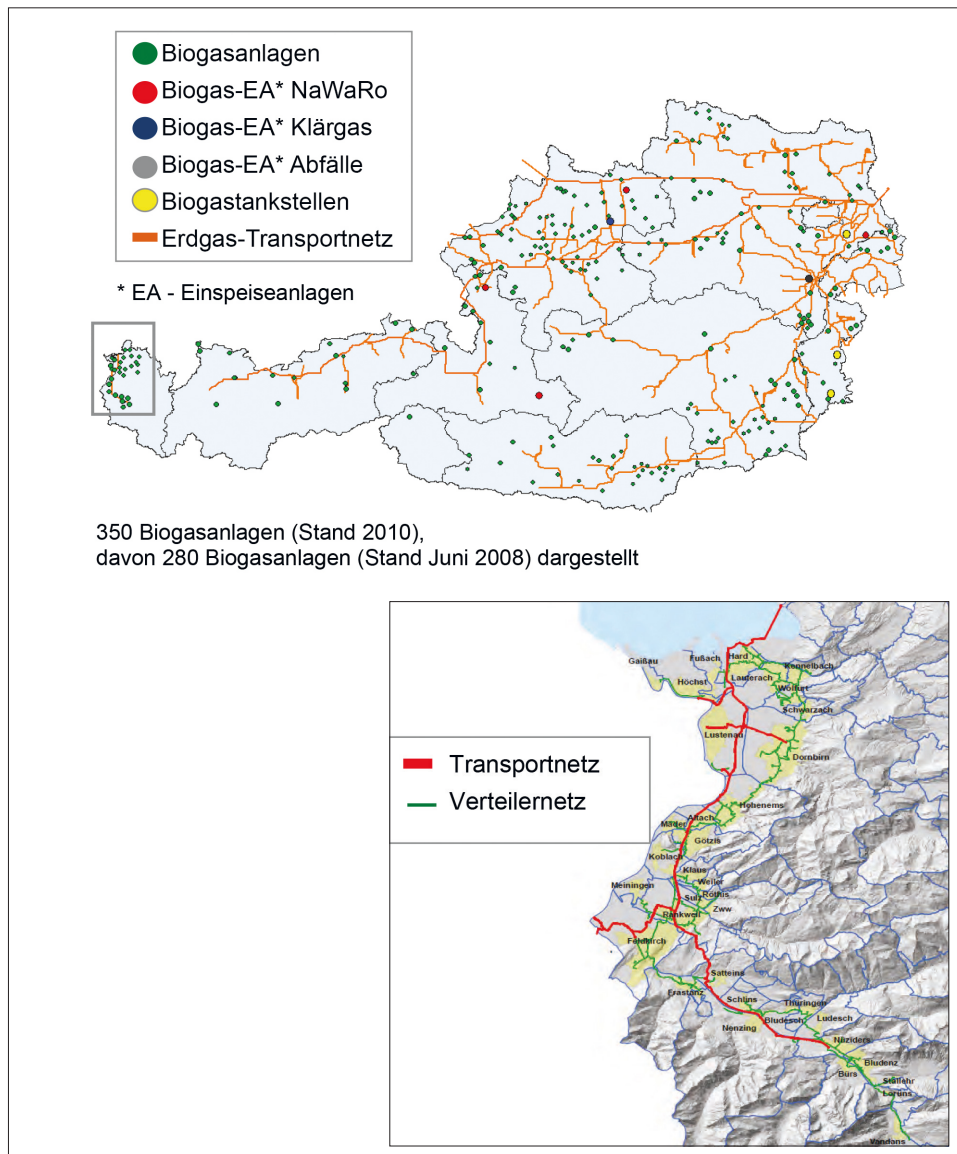 Biogasanlagen
Biogas-EA* NaWaRo
Biogas-EA* Klärgas
Biogas-EA* Abfälle
Biogastankstellen
Erdgas-Transportnetz
* EA - Einspeiseanlagen
350 Biogasanlagen (Stand 2010),
davon 280 Biogasanlagen (Stand Juni 2008) dargestellt
Transportnetz
Verteilernetz
Gaißau
Fußach
Hard
Kennelbach
Höchst
Lauterach
Wolfurt
Schwarzach
Lustenau
Dornbirn
Hohenems
Altach
Mäder
Götzis
Koblach
Klaus
Weiler
Meiningen
Röthis
Sulz
Zww
Rankweil
Feldkirch
Satteins
Frastanz
Schlins
Thüringen
Ludesch
Bludesch
Nenzing
Nüziders
Bludenz
Bürs
Stallehr
Lorüns
Vandans